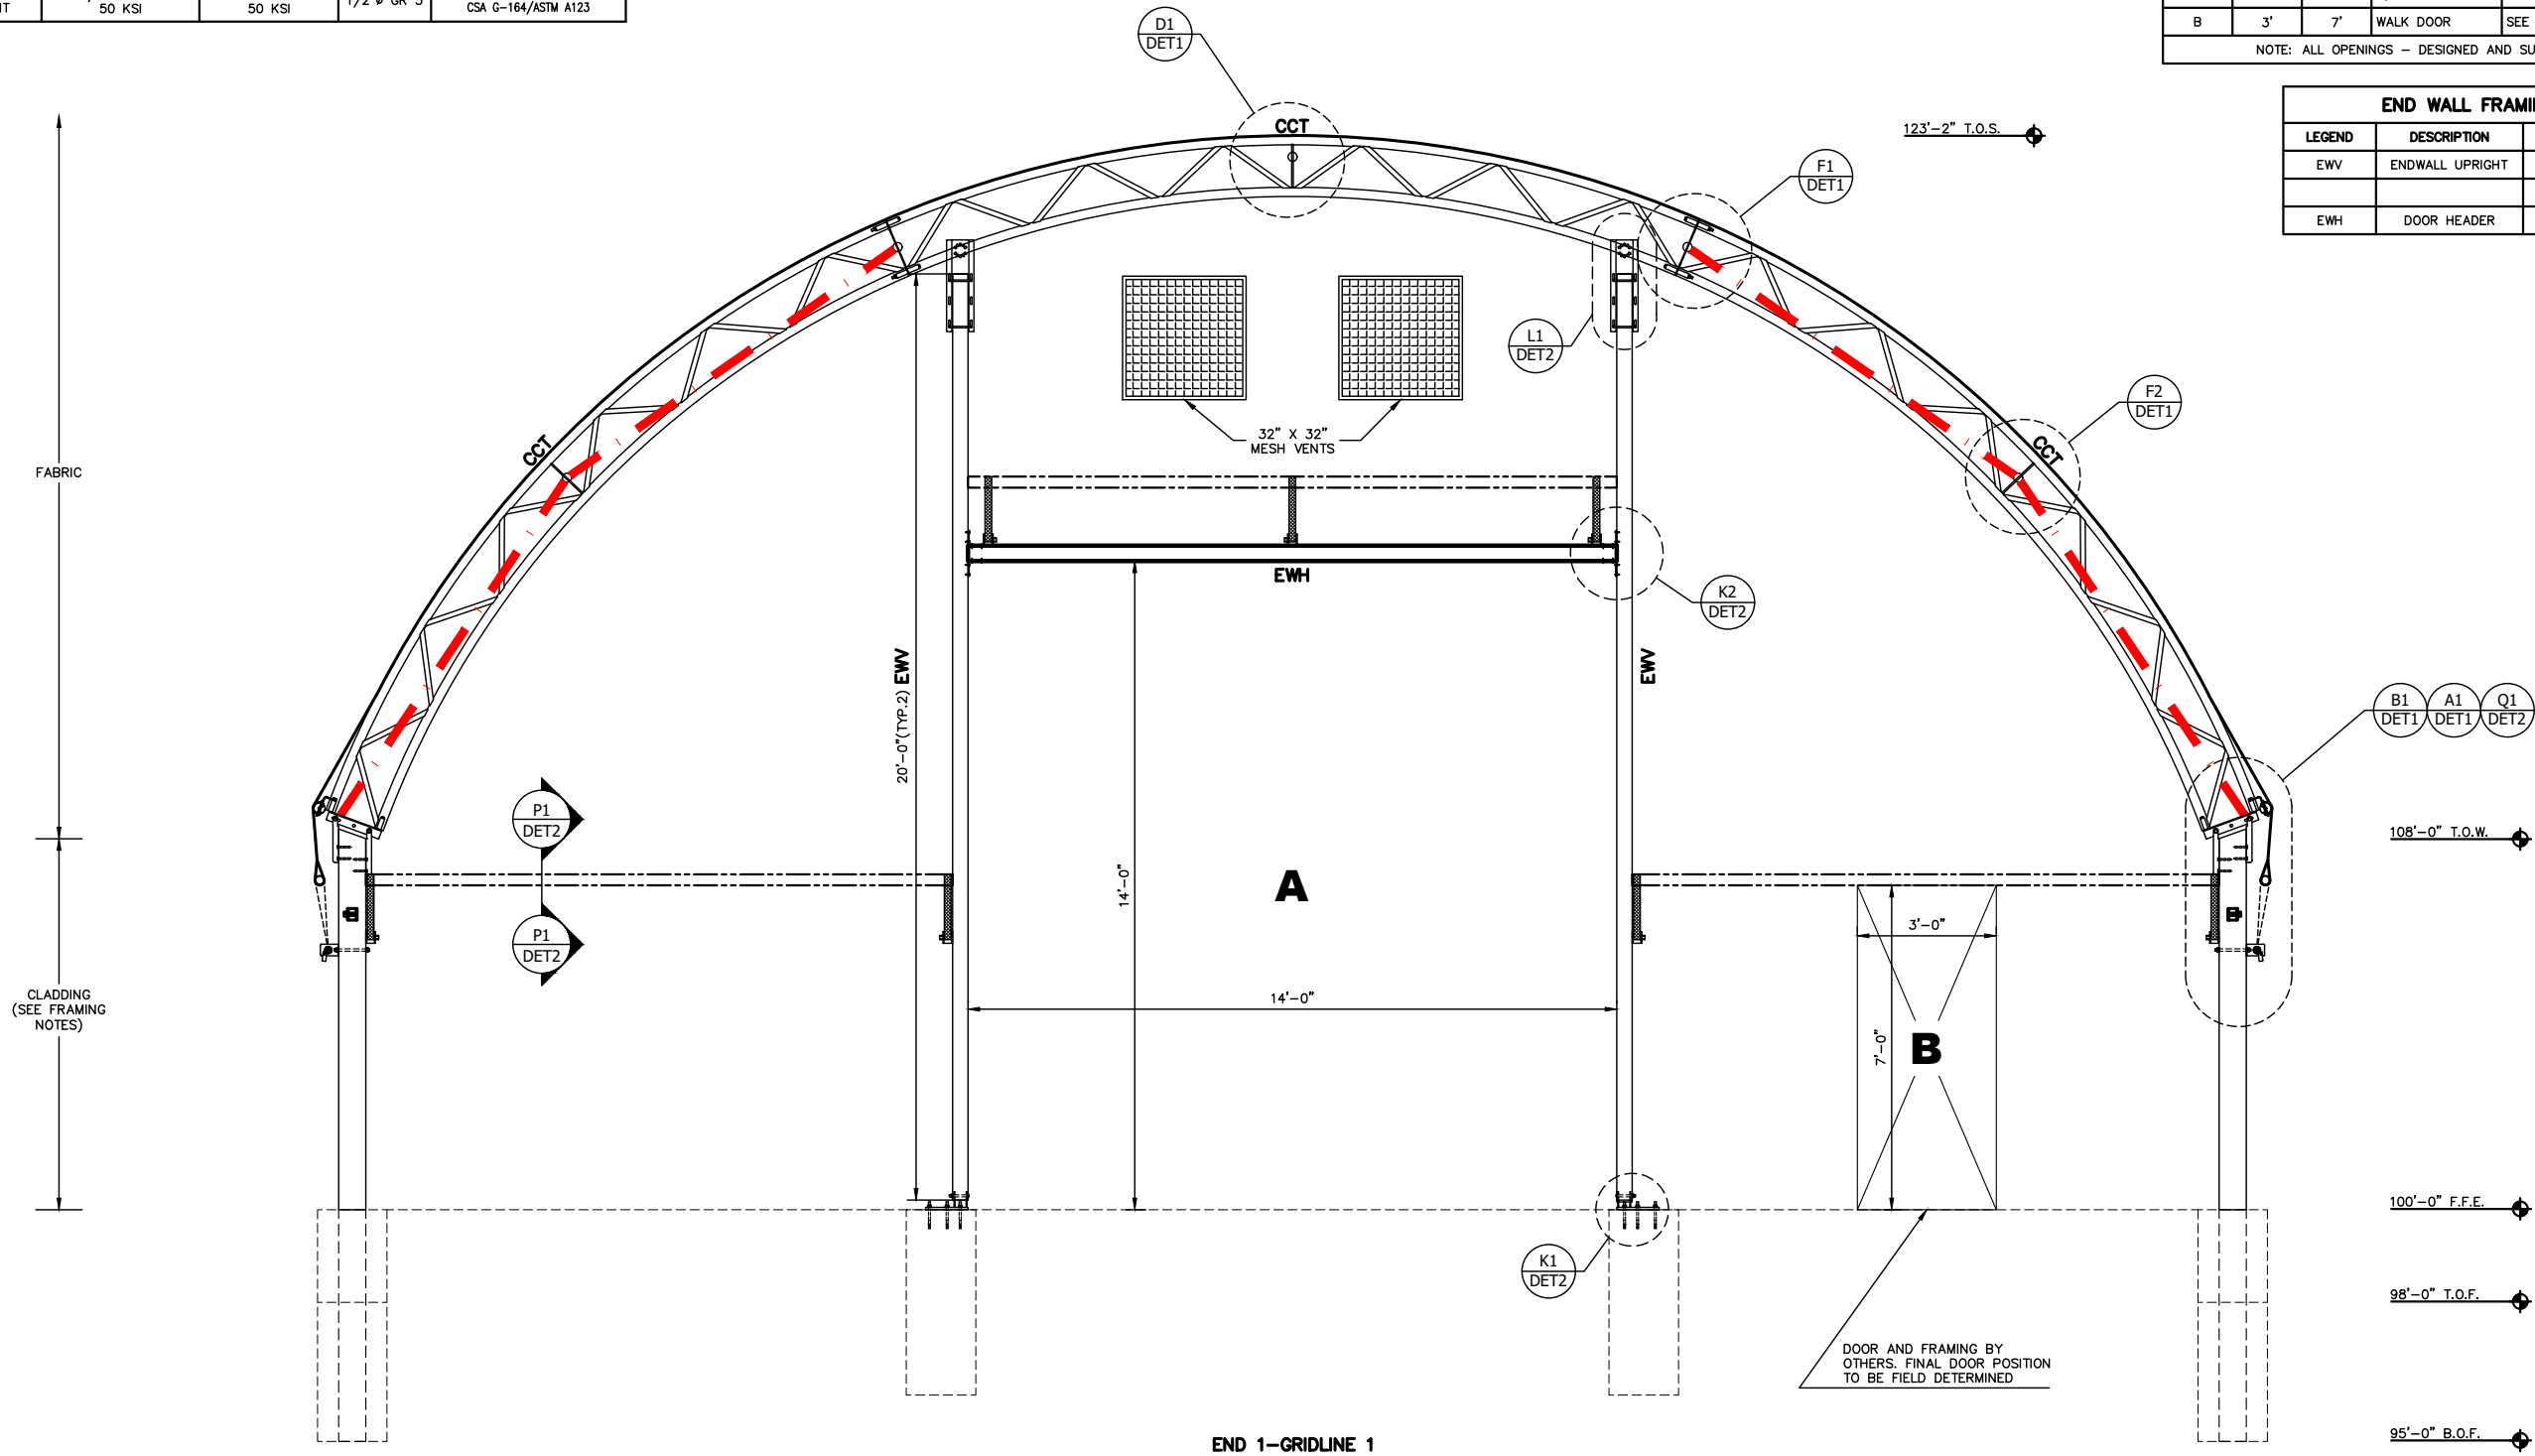 50 KSI
50 KSI
1/2 Ø GR 5
CSA G-164/ASTM A123
B 3' 7' WALK DOOR SEE
NOTE: ALL OPENINGS – DESIGNED AND SU
END WALL FRAMI
LEGEND DESCRIPTION
EWV ENDWALL UPRIGHT
EWH DOOR HEADER
D1
DET1
CCT
123'-2" T.O.S.
F1
DET1
L1
DET2
32" X 32"
MESH VENTS
CCT
CCT
F2
DET1
FABRIC
EWH
K2
DET2
20'-0"(TYP.2) EWV
EWV
B1
DET1
A1
DET1
Q1
DET2
P1
DET2
108'-0" T.O.W.
14'-0"
A
P1
DET2
3'-0"
CLADDING
(SEE FRAMING
NOTES)
14'-0"
7'-0"
B
100'-0" F.F.E.
K1
DET2
98'-0" T.O.F.
DOOR AND FRAMING BY
OTHERS. FINAL DOOR POSITION
TO BE FIELD DETERMINED
END 1-GRIDLINE 1
95'-0" B.O.F.